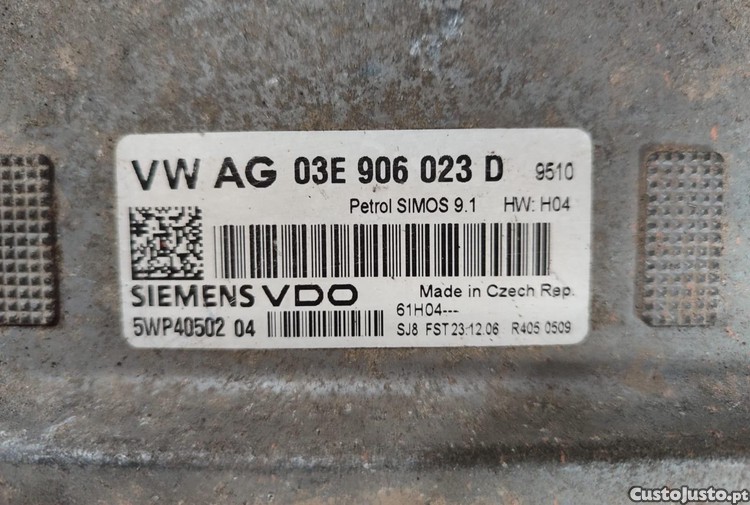 VW AG 03E 906 023 D 9510
Petrol SIMOS 9.1 HW: H04
SIEMENS VDO Made in Czech Rep.
5WP40502 04 61H04---
SJ8 FST 23.12.06 R405 0509
CustoJusto.pt